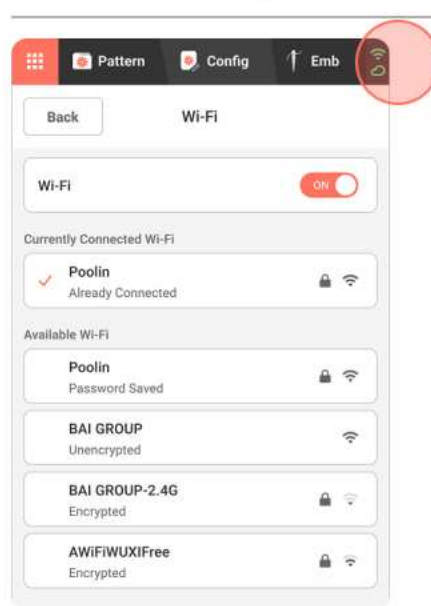 Pattern Config Emb
Back Wi-Fi
Wi-Fi ON
Currently Connected Wi-Fi
Poolin
Already Connected
Available Wi-Fi
Poolin
Password Saved
BAI GROUP
Unencrypted
BAI GROUP-2.4G
Encrypted
AWiFiWUXIFree
Encrypted